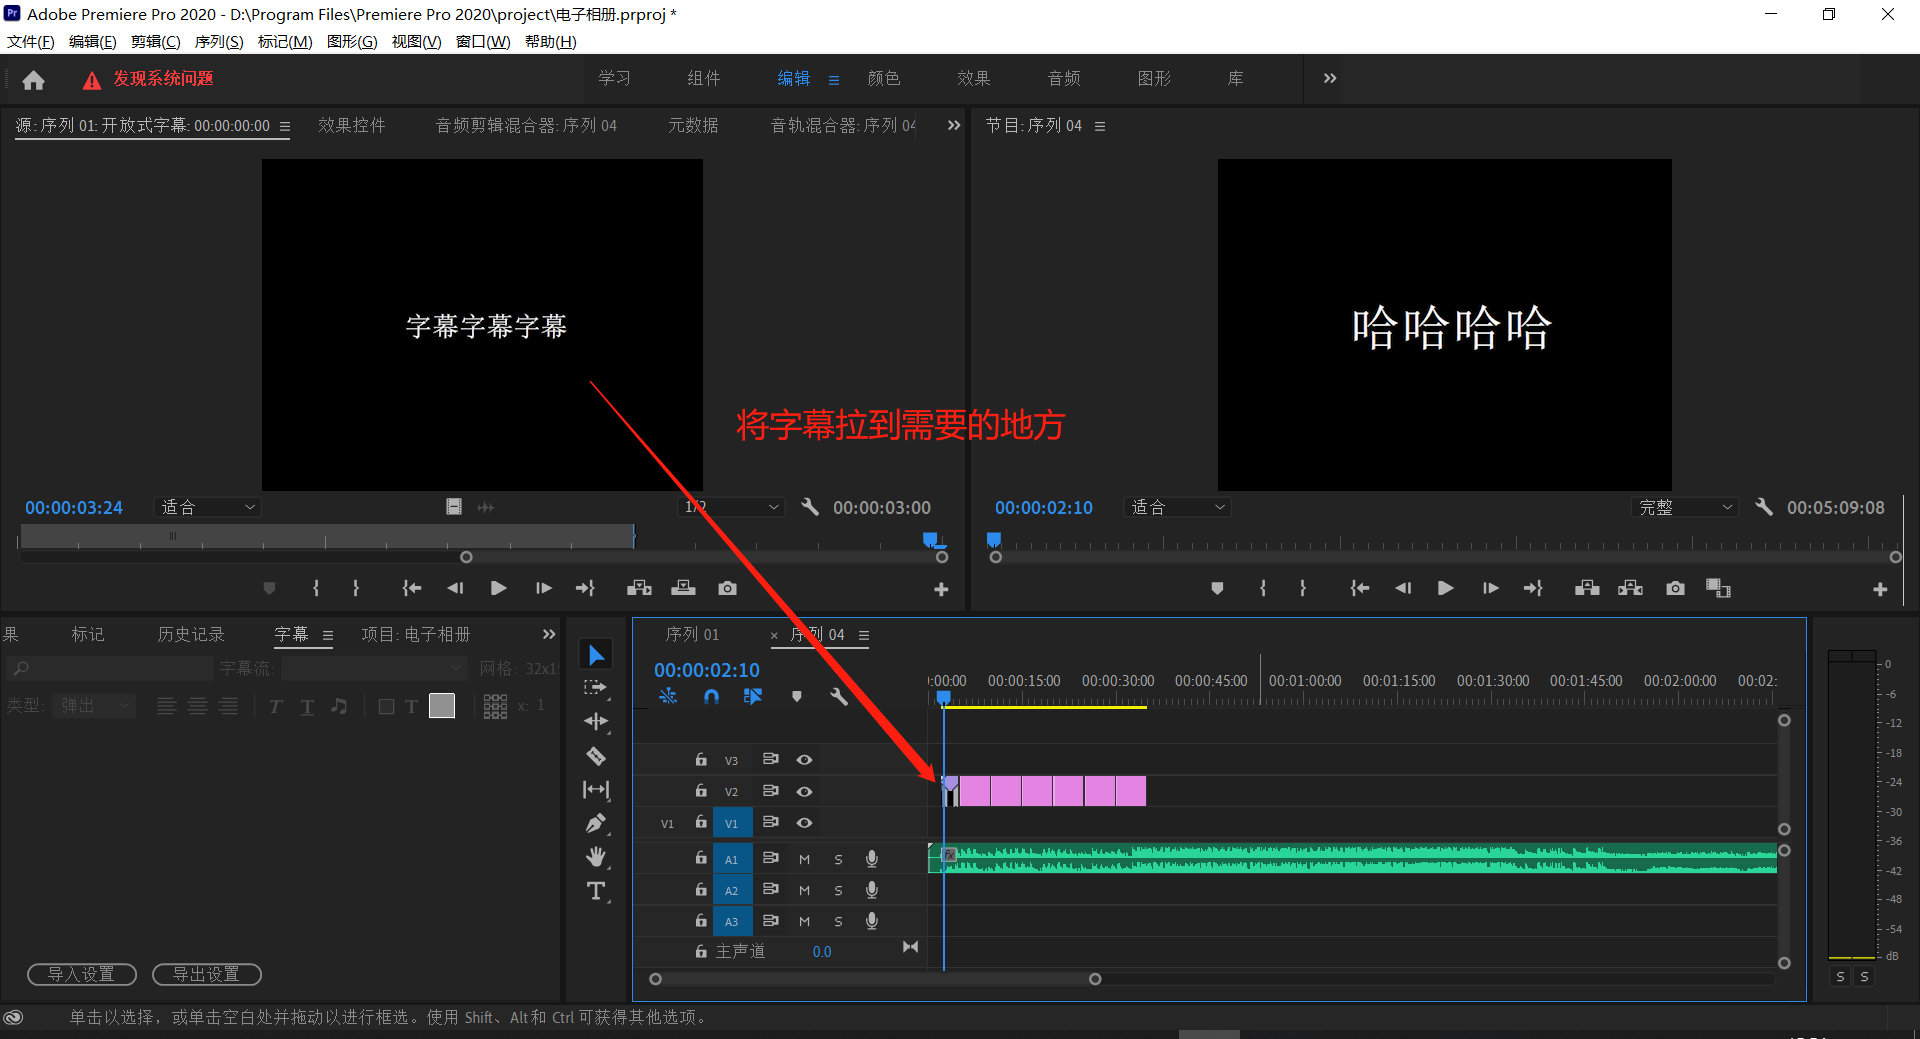 Adobe Premiere Pro 2020 - D:\Program Files\Premiere Pro 2020\project\电子相册.prproj *
文件(F) 编辑(E) 剪辑(C) 序列(S) 标记(M) 图形(G) 视图(V) 窗口(W) 帮助(H)
发现系统问题 学习 组件 编辑 颜色 效果 音频 图形 库
源: 序列 01: 开放式字幕: 00:00:00:00 效果控件 音频剪辑混合器: 序列 04 元数据 音轨混合器: 序列 04
节目: 序列 04
字幕字幕字幕
哈哈哈哈
将字幕拉到需要的地方
00:00:03:24 适合 1/2 00:00:03:00
00:00:02:10 适合 完整 00:05:09:08
果 标记 历史记录 字幕 项目: 电子相册
字幕流: 网格:
类型: 弹出 T T T x: 1
导入设置 导出设置
序列 01 × 序列 04
00:00:02:10
:00:00 00:00:15:00 00:00:30:00 00:00:45:00 00:01:00:00 00:01:15:00 00:01:30:00 00:01:45:00 00:02:00:00 00:02:
V3
V2
V1 V1
A1 M S fx
A2 M S
A3 M S
主声道 0.0
0
-6
-12
-18
-24
-30
-36
-42
-48
-54
dB
S S
单击以选择，或单击空白处并拖动以进行框选。使用 Shift、Alt 和 Ctrl 可获得其他选项。